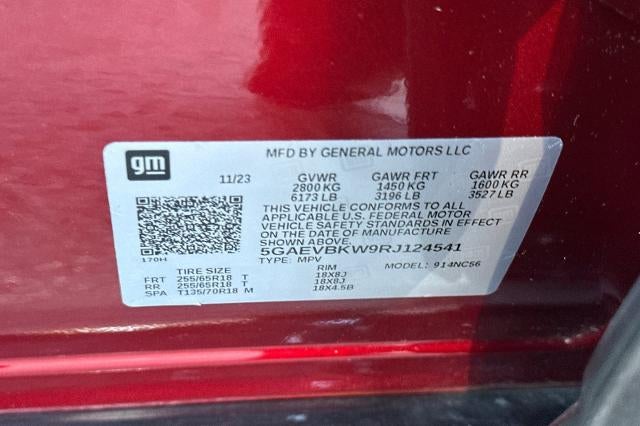 gm
MFD BY GENERAL MOTORS LLC
11/23 GVWR GAWR FRT GAWR RR
2800 KG 1450 KG 1600 KG
6173 LB 3196 LB 3527 LB
THIS VEHICLE CONFORMS TO ALL
APPLICABLE U.S. FEDERAL MOTOR
VEHICLE SAFETY STANDARDS IN EFFECT
ON THE DATE OF MANUFACTURE
SHOWN ABOVE.
5GAEVBKW9RJ124541
170H TYPE: MPV MODEL: 914NC56
TIRE SIZE RIM
FRT 255/65R18 T 18X8J
RR 255/65R18 T 18X8J
SPA T135/70R18 M 18X4.5B